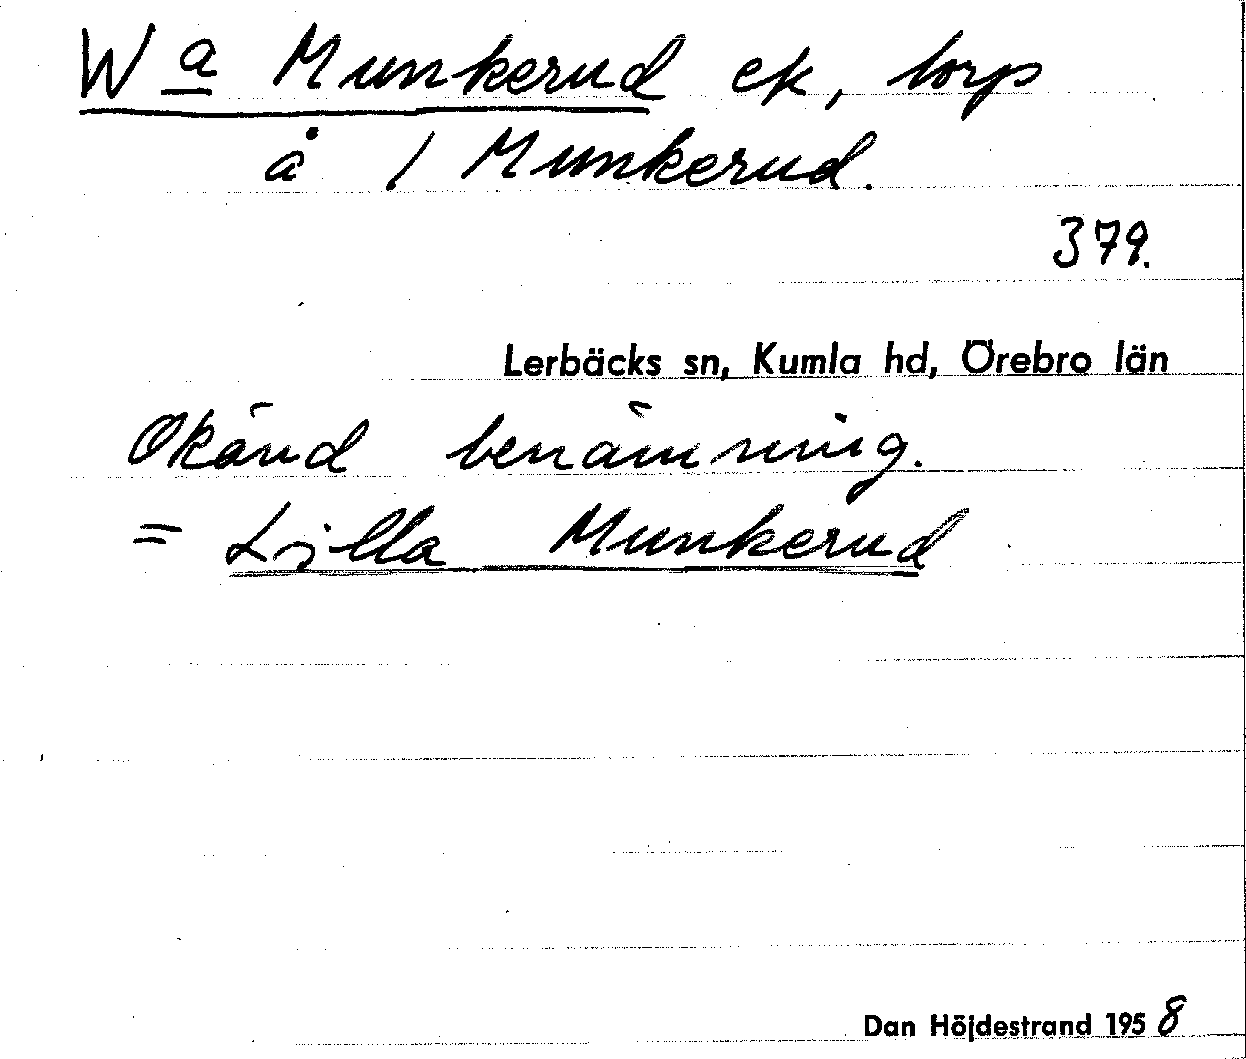 Wa Munkerud ek, torp
å 1 Munkerud.
379.
Lerbäcks sn, Kumla hd, Örebro län
Okänd benämning.
= Lilla Munkerud
Dan Höjdestrand 1958